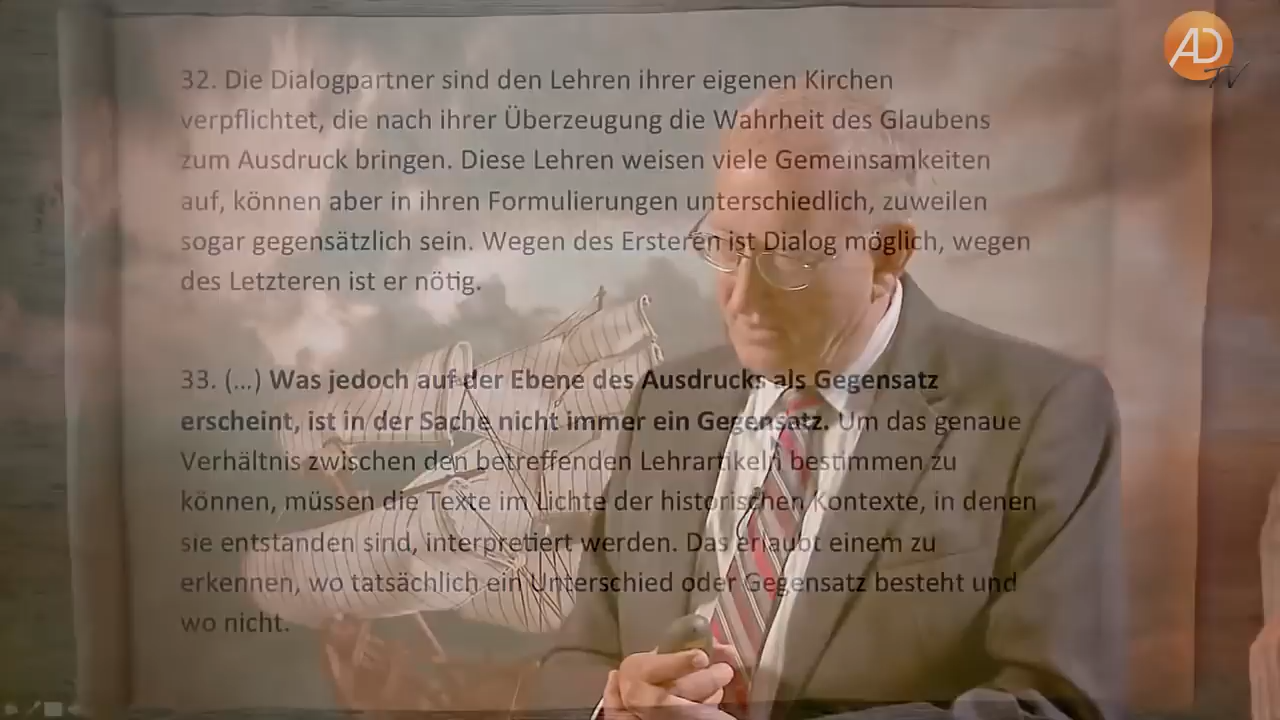 AD
TV
32. Die Dialogpartner sind den Lehren ihrer eigenen Kirchen
verpflichtet, die nach ihrer Überzeugung die Wahrheit des Glaubens
zum Ausdruck bringen. Diese Lehren weisen viele Gemeinsamkeiten
auf, können aber in ihren Formulierungen unterschiedlich, zuweilen
sogar gegensätzlich sein. Wegen des Ersteren ist Dialog möglich, wegen
des Letzteren ist er nötig.
33. (...) Was jedoch auf der Ebene des Ausdrucks als Gegensatz
erscheint, ist in der Sache nicht immer ein Gegensatz. Um das genaue
Verhältnis zwischen den betreffenden Lehrartikeln bestimmen zu
können, müssen die Texte im Lichte der historischen Kontexte, in denen
sie entstanden sind, interpretiert werden. Das erlaubt einem zu
erkennen, wo tatsächlich ein Unterschied oder Gegensatz besteht und
wo nicht.